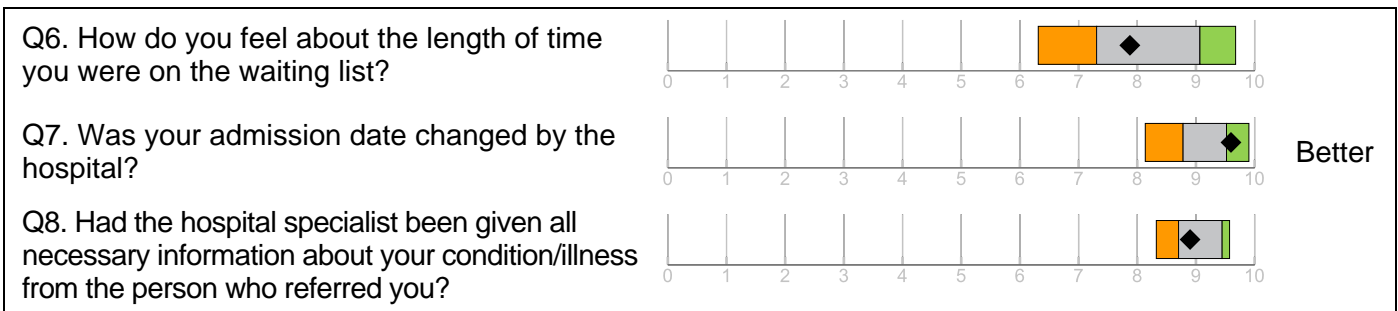 Q6. How do you feel about the length of time
you were on the waiting list?
0 1 2 3 4 5 6 7 8 9 10
Q7. Was your admission date changed by the
hospital?
Better
0 1 2 3 4 5 6 7 8 9 10
Q8. Had the hospital specialist been given all
necessary information about your condition/illness
from the person who referred you?
0 1 2 3 4 5 6 7 8 9 10